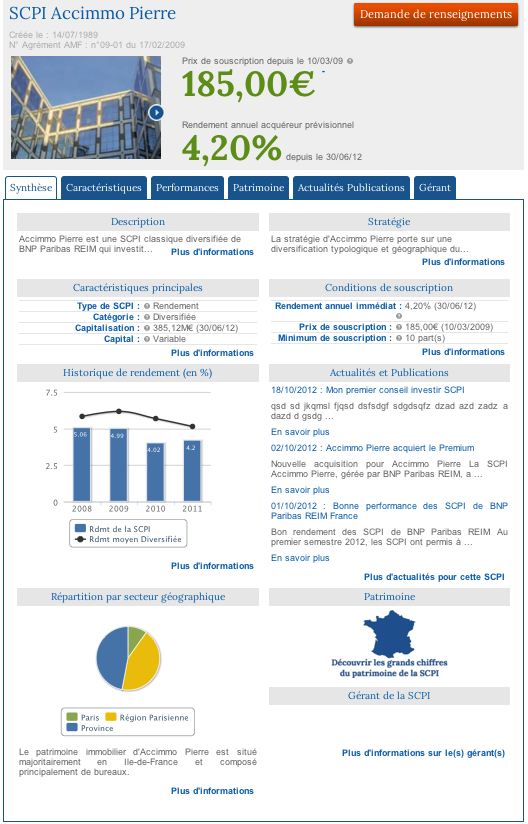 SCPI Accimmo Pierre
Demande de renseignements
Créée le : 14/07/1989
N° Agrément AMF : n°09-01 du 17/02/2009
Prix de souscription depuis le 10/03/09
185,00€
Rendement annuel acquéreur prévisionnel
4,20% depuis le 30/06/12
Synthèse
Caractéristiques
Performances
Patrimoine
Actualités Publications
Gérant
Description
Accimmo Pierre est une SCPI classique diversifiée de
BNP Paribas REIM qui investit...
Plus d'informations
Stratégie
La stratégie d'Accimmo Pierre porte sur une
diversification typologique et géographique du...
Plus d'informations
Caractéristiques principales
Type de SCPI : Rendement
Catégorie : Diversifiée
Capitalisation : 385,12M€ (30/06/12)
Capital : Variable
Plus d'informations
Conditions de souscription
Rendement annuel immédiat : 4,20% (30/06/12)
Prix de souscription : 185,00€ (10/03/2009)
Minimum de souscription : 10 part(s)
Plus d'informations
Historique de rendement (en %)
7.5
5
2.5
0
5.06
4.99
4.02
4.2
2008
2009
2010
2011
Rdmt de la SCPI
Rdmt moyen Diversifiée
Plus d'informations
Actualités et Publications
18/10/2012 : Mon premier conseil investir SCPI
qsd sd jkqmsl fjqsd dsfsdgf sdgdsqfz dzad azd zadz a
dazd d gsdg ...
En savoir plus
02/10/2012 : Accimmo Pierre acquiert le Premium
Nouvelle acquisition pour Accimmo Pierre La SCPI
Accimmo Pierre, gérée par BNP Paribas REIM, a ...
En savoir plus
01/10/2012 : Bonne performance des SCPI de BNP
Paribas REIM France
Bon rendement des SCPI de BNP Paribas REIM Au
premier semestre 2012, les SCPI ont permis à ...
En savoir plus
Plus d'actualités pour cette SCPI
Répartition par secteur géographique
Paris
Région Parisienne
Province
Le patrimoine immobilier d'Accimmo Pierre est situé
majoritairement en Ile-de-France et composé
principalement de bureaux.
Plus d'informations
Patrimoine
Découvrir les grands chiffres
du patrimoine de la SCPI
Gérant de la SCPI
Plus d'informations sur le(s) gérant(s)